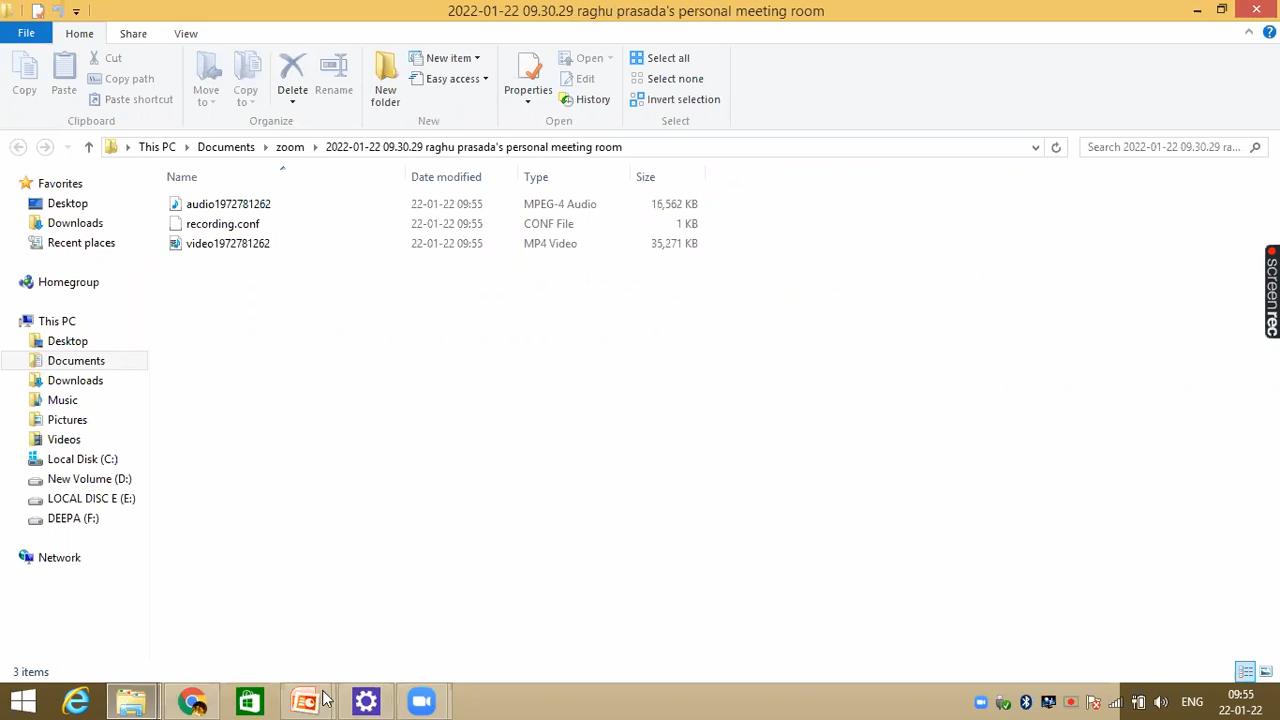 2022-01-22 09.30.29 raghu prasada's personal meeting room
File Home Share View
Copy
Paste
Cut
Copy path
Paste shortcut
Clipboard
Move to
Copy to
Delete
Rename
Organize
New folder
New item
Easy access
New
Properties
Open
Edit
History
Open
Select all
Select none
Invert selection
Select
This PC Documents zoom 2022-01-22 09.30.29 raghu prasada's personal meeting room
Search 2022-01-22 09.30.29 ra...
Name Date modified Type Size
audio1972781262 22-01-22 09:55 MPEG-4 Audio 16,562 KB
recording.conf 22-01-22 09:55 CONF File 1 KB
video1972781262 22-01-22 09:55 MP4 Video 35,271 KB
Favorites
Desktop
Downloads
Recent places
Homegroup
This PC
Desktop
Documents
Downloads
Music
Pictures
Videos
Local Disk (C:)
New Volume (D:)
LOCAL DISC E (E:)
DEEPA (F:)
Network
screenrec
3 items
ENG
09:55
22-01-22